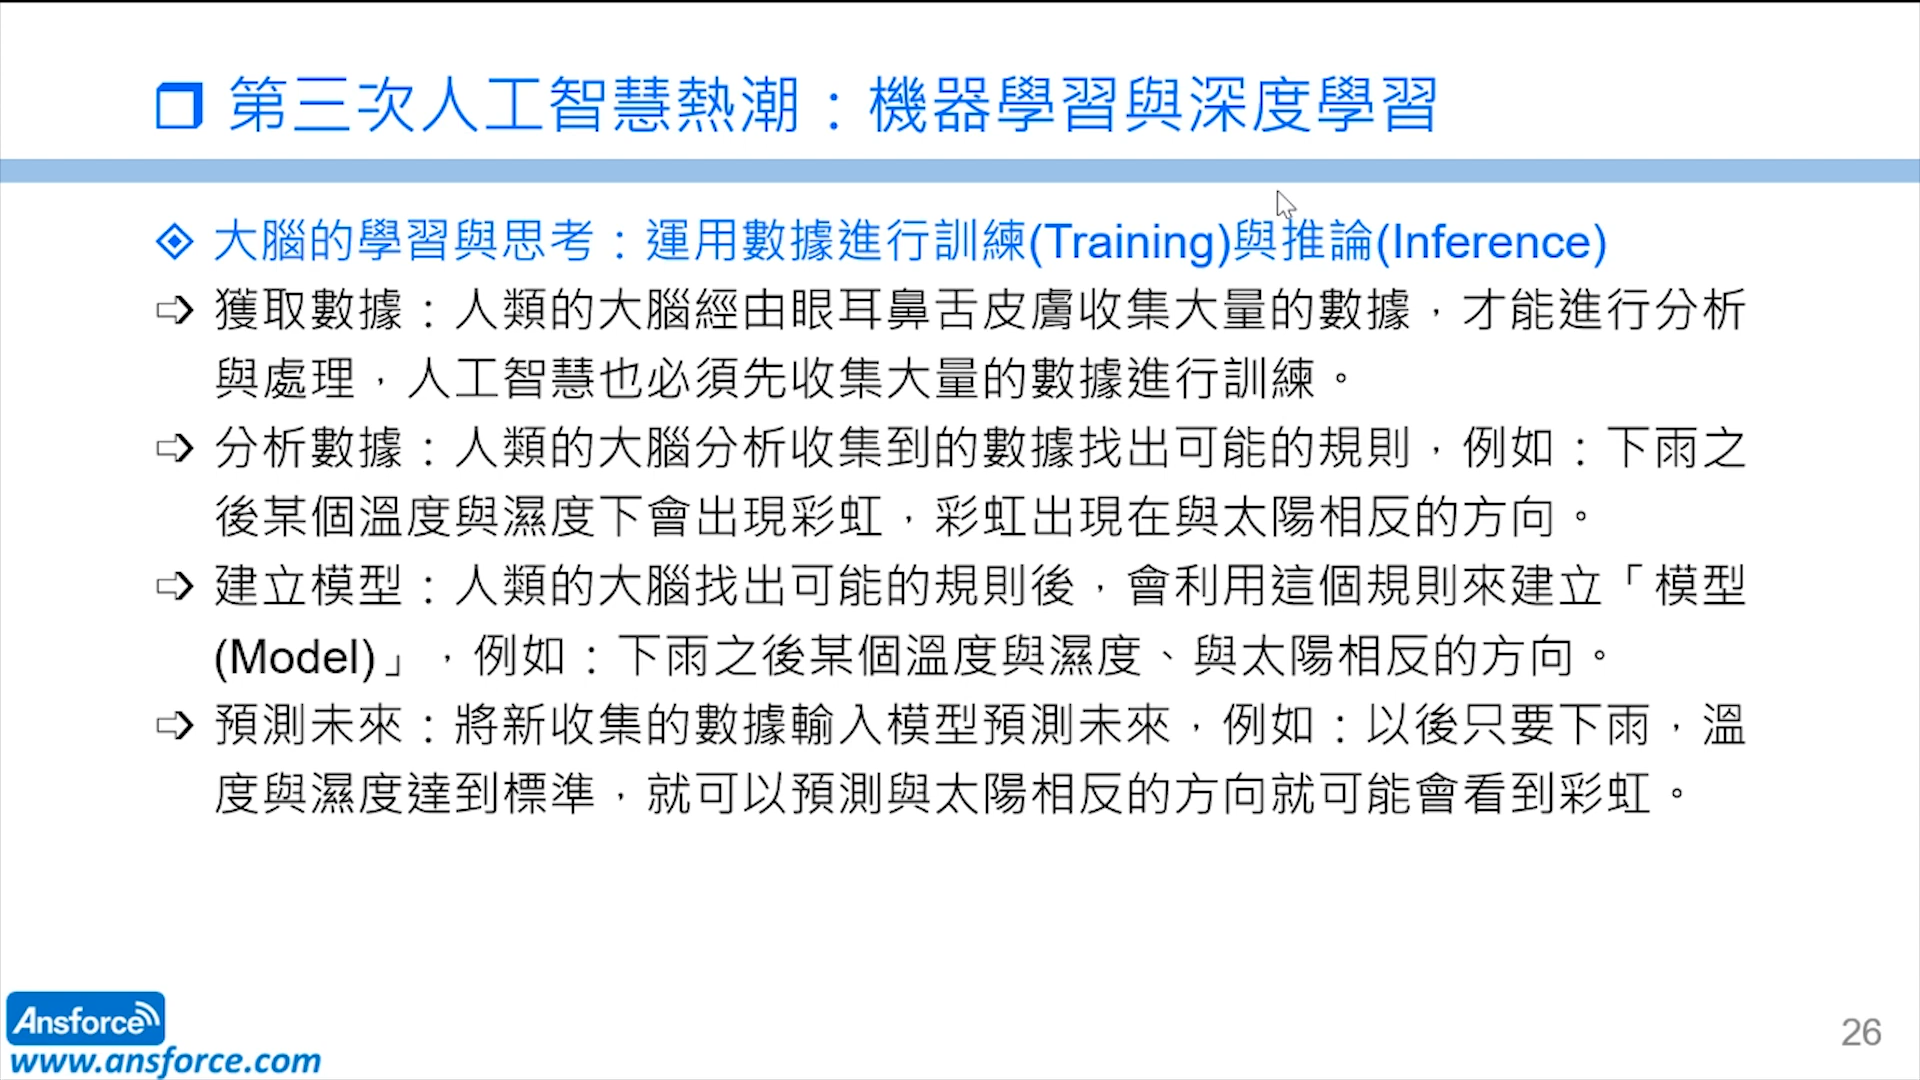 第三次人工智慧熱潮：機器學習與深度學習
大腦的學習與思考：運用數據進行訓練(Training)與推論(Inference)
獲取數據：人類的大腦經由眼耳鼻舌皮膚收集大量的數據，才能進行分析
與處理，人工智慧也必須先收集大量的數據進行訓練。
分析數據：人類的大腦分析收集到的數據找出可能的規則，例如：下雨之
後某個溫度與濕度下會出現彩虹，彩虹出現在與太陽相反的方向。
建立模型：人類的大腦找出可能的規則後，會利用這個規則來建立「模型
(Model)」，例如：下雨之後某個溫度與濕度、與太陽相反的方向。
預測未來：將新收集的數據輸入模型預測未來，例如：以後只要下雨，溫
度與濕度達到標準，就可以預測與太陽相反的方向就可能會看到彩虹。
Ansforce
www.ansforce.com
26